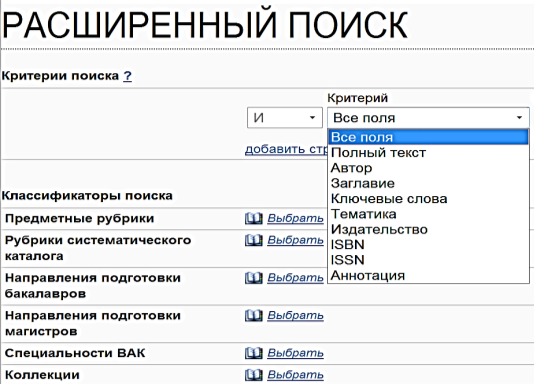 РАСШИРЕННЫЙ ПОИСК
Критерии поиска ?
Критерий
И Все поля
добавить
Все поля
Полный текст
Автор
Заглавие
Ключевые слова
Тематика
Издательство
ISBN
ISSN
Аннотация
Классификаторы поиска
Предметные рубрики Выбрать
Рубрики систематического Выбрать
каталога
Направления подготовки Выбрать
бакалавров
Направления подготовки Выбрать
магистров
Специальности ВАК Выбрать
Коллекции Выбрать